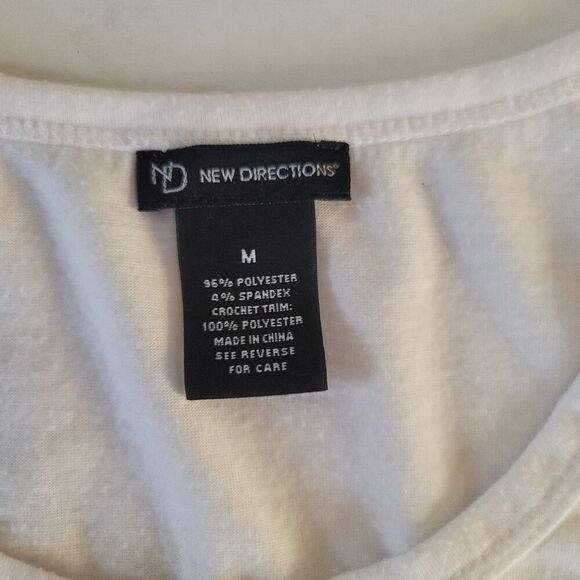 ND NEW DIRECTIONS®
M
96% POLYESTER
4% SPANDEX
CROCHET TRIM:
100% POLYESTER
MADE IN CHINA
SEE REVERSE
FOR CARE